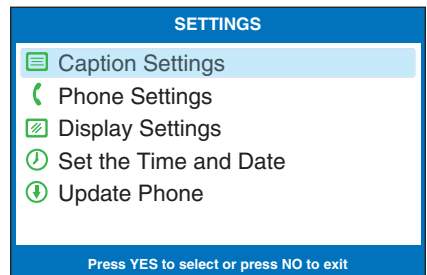 SETTINGS
Caption Settings
Phone Settings
Display Settings
Set the Time and Date
Update Phone
Press YES to select or press NO to exit